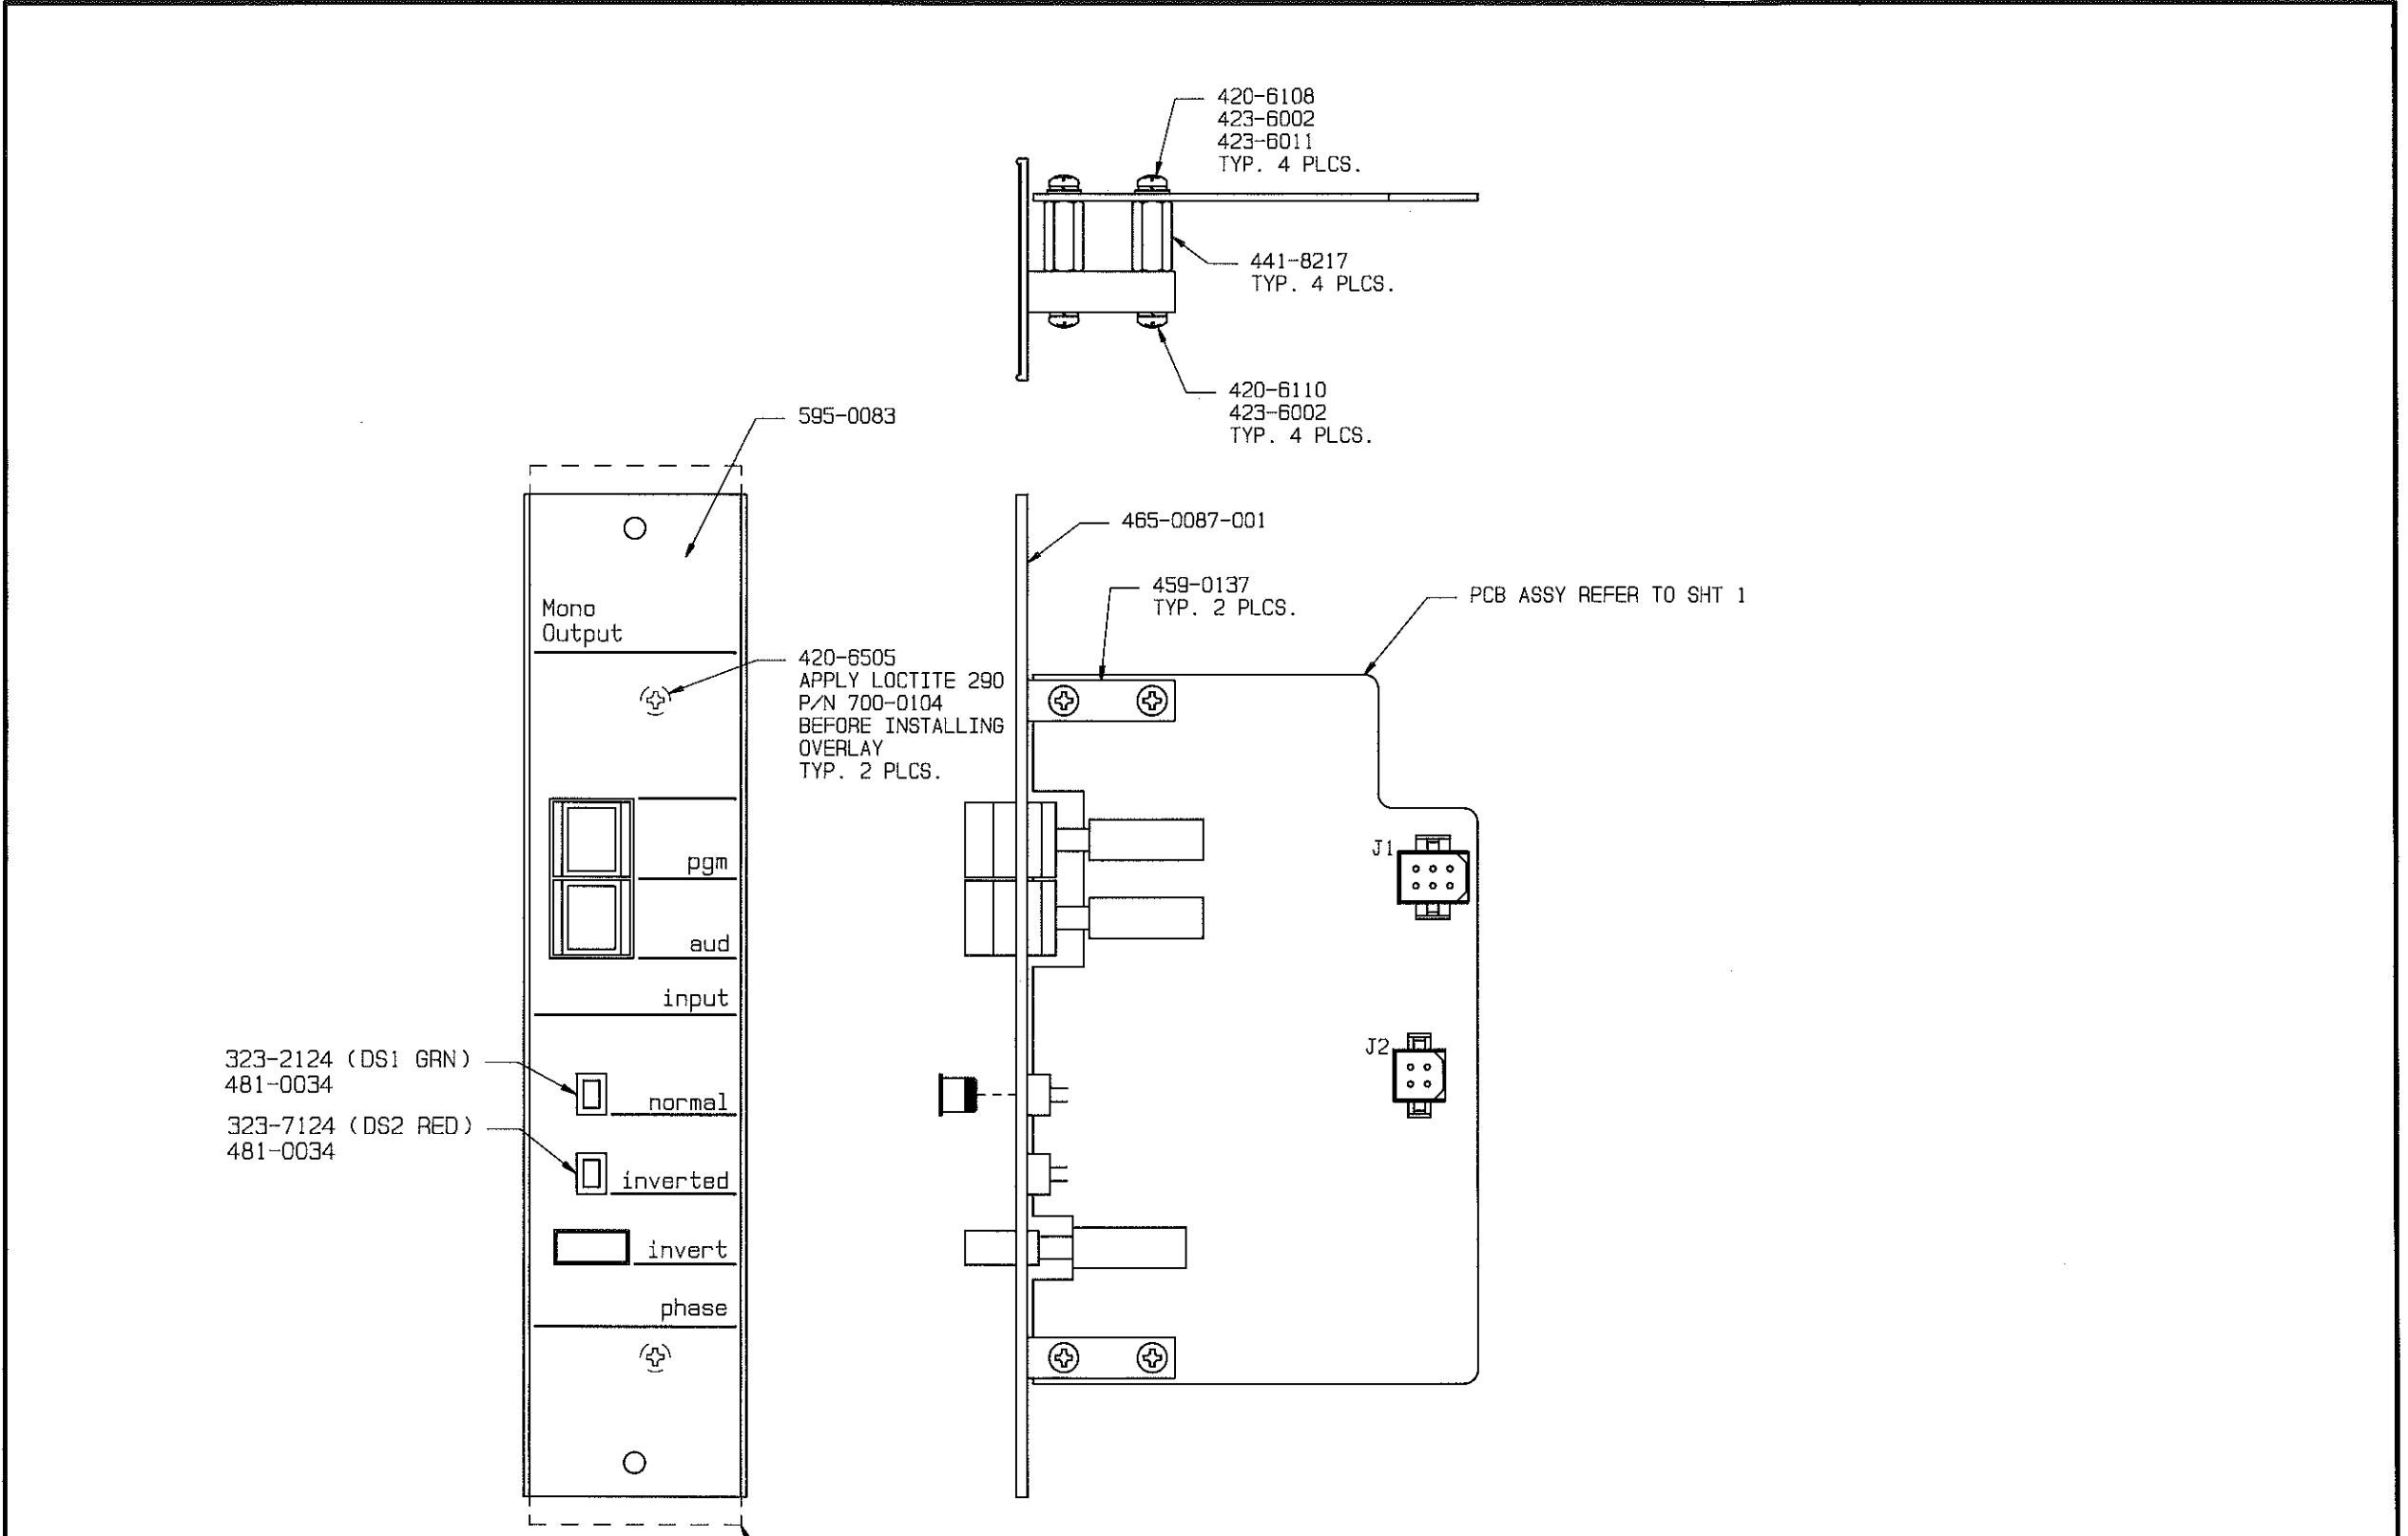 420-6108
423-6002
423-6011
TYP. 4 PLCS.
441-8217
TYP. 4 PLCS.
420-6110
423-6002
TYP. 4 PLCS.
595-0083
465-0087-001
459-0137
TYP. 2 PLCS.
PCB ASSY REFER TO SHT 1
Mono
Output
420-6505
APPLY LOCTITE 290
P/N 700-0104
BEFORE INSTALLING
OVERLAY
TYP. 2 PLCS.
pgm
aud
input
J1
J2
323-2124 (DS1 GRN)
481-0034
323-7124 (DS2 RED)
481-0034
normal
inverted
invert
phase